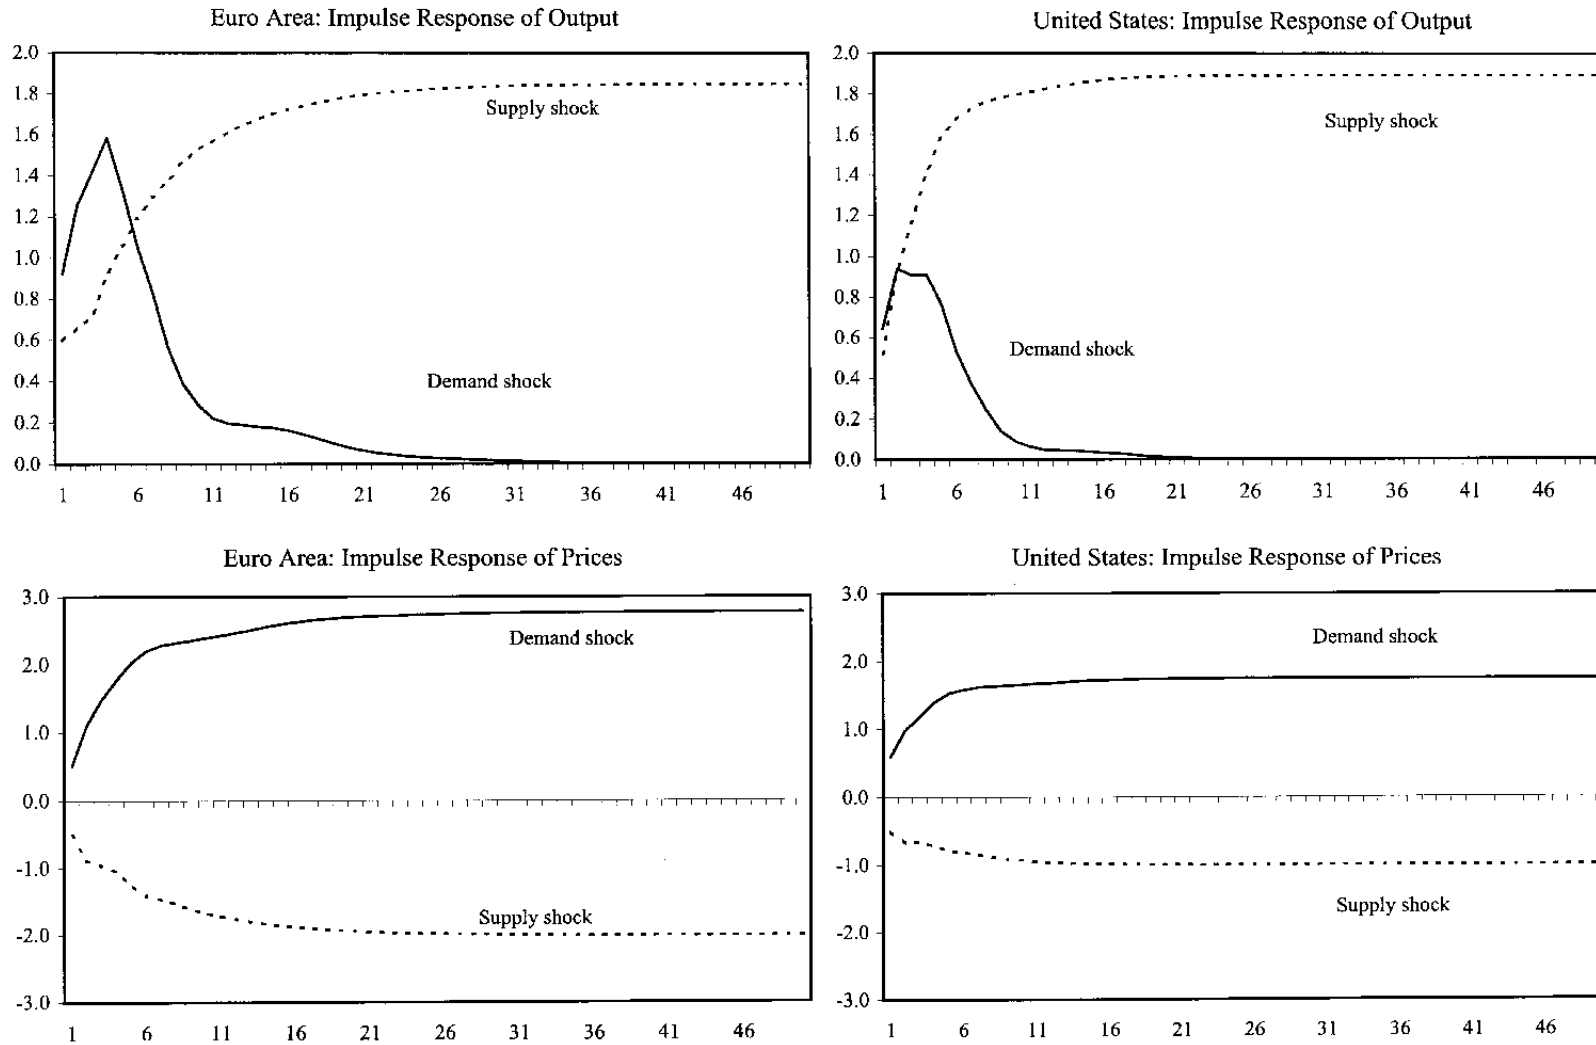 Euro Area: Impulse Response of Output
2.0
1.8
1.6
1.4
1.2
1.0
0.8
0.6
0.4
0.2
0.0
Supply shock
Demand shock
1 6 11 16 21 26 31 36 41 46
United States: Impulse Response of Output
2.0
1.8
1.6
1.4
1.2
1.0
0.8
0.6
0.4
0.2
0.0
Supply shock
Demand shock
1 6 11 16 21 26 31 36 41 46
Euro Area: Impulse Response of Prices
3.0
2.0
1.0
0.0
-1.0
-2.0
-3.0
Demand shock
Supply shock
1 6 11 16 21 26 31 36 41 46
United States: Impulse Response of Prices
3.0
2.0
1.0
0.0
-1.0
-2.0
-3.0
Demand shock
Supply shock
1 6 11 16 21 26 31 36 41 46